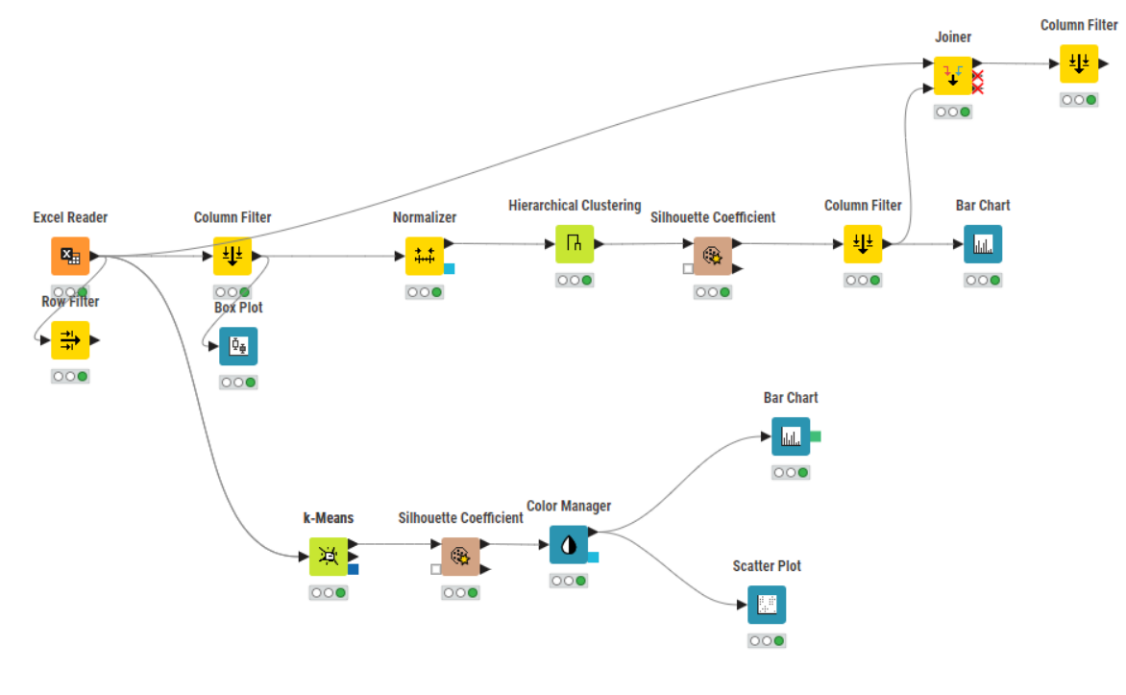 Column Filter
Joiner
Excel Reader
Column Filter
Normalizer
Hierarchical Clustering
Silhouette Coefficient
Column Filter
Bar Chart
Row Filter
Box Plot
Bar Chart
k-Means
Silhouette Coefficient
Color Manager
Scatter Plot